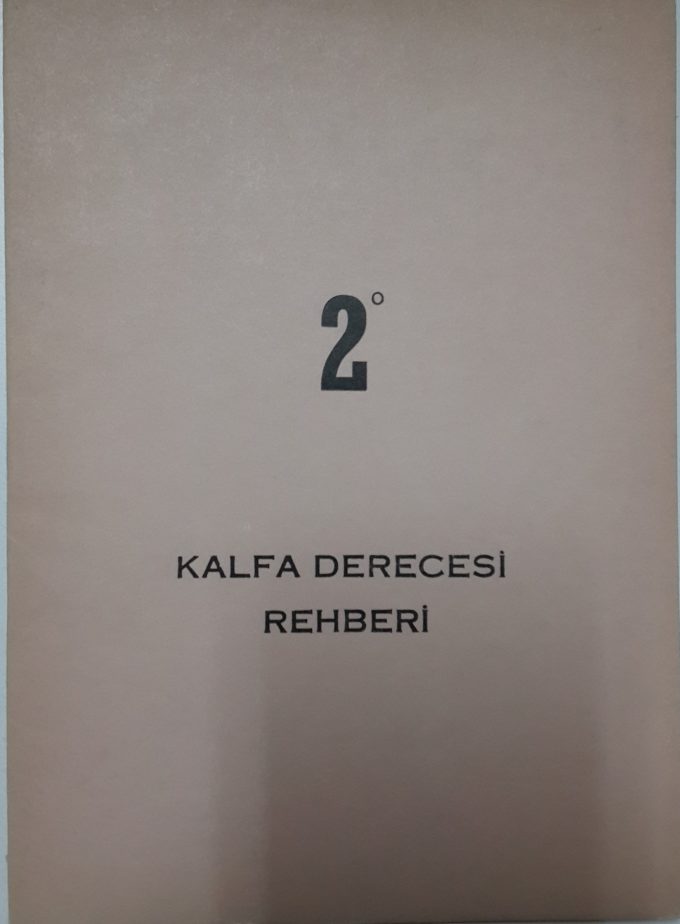 2°
KALFA DERECESİ
REHBERİ